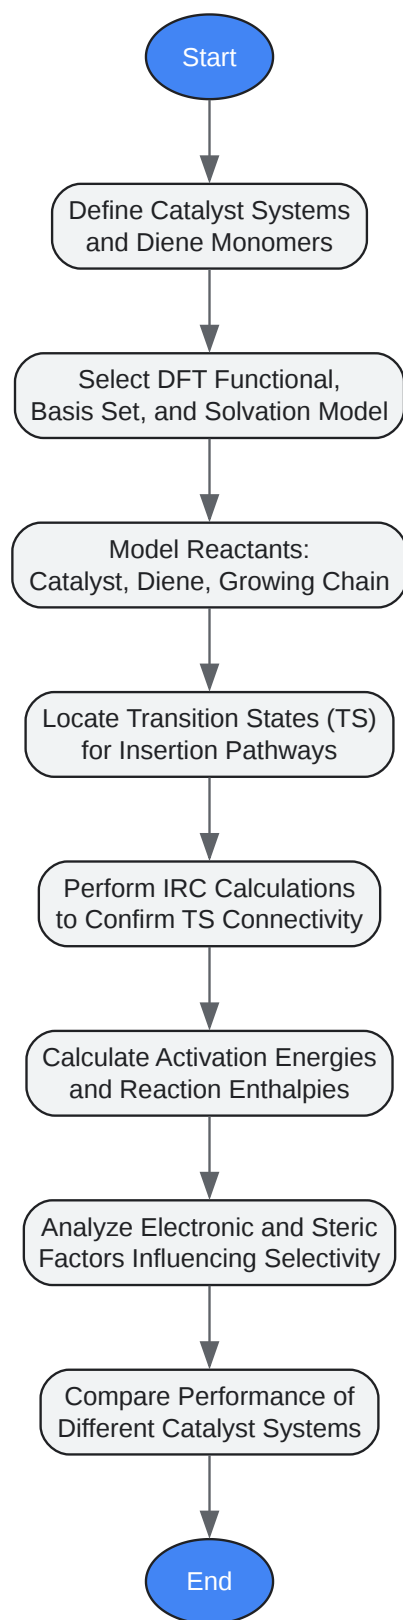 Start
Define Catalyst Systems
and Diene Monomers
Select DFT Functional,
Basis Set, and Solvation Model
Model Reactants:
Catalyst, Diene, Growing Chain
Locate Transition States (TS)
for Insertion Pathways
Perform IRC Calculations
to Confirm TS Connectivity
Calculate Activation Energies
and Reaction Enthalpies
Analyze Electronic and Steric
Factors Influencing Selectivity
Compare Performance of
Different Catalyst Systems
End